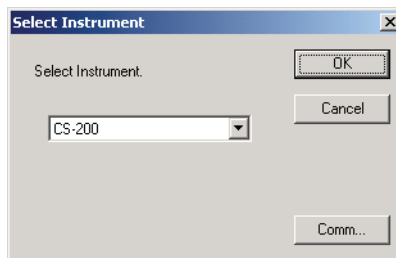 Select Instrument
OK
Select Instrument.
Cancel
CS-200
Comm...